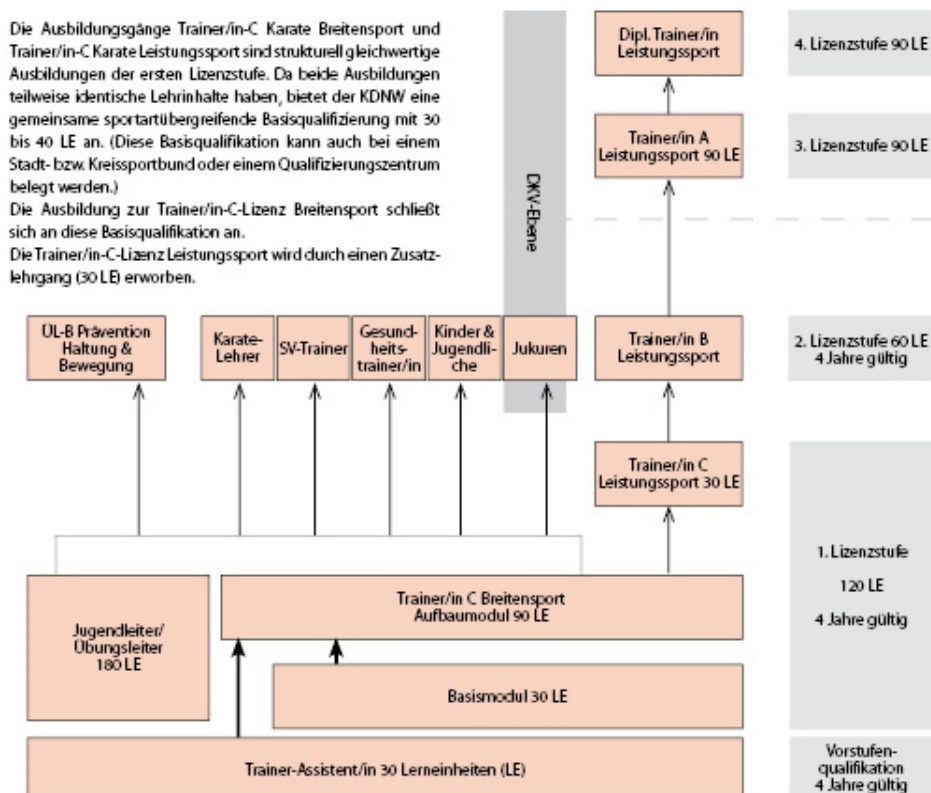 Die Ausbildungsgänge Trainer/in-C Karate Breitensport und
Trainer/in-C Karate Leistungssport sind strukturell gleichwertige
Ausbildungen der ersten Lizenzstufe. Da beide Ausbildungen
teilweise identische Lehrinhalte haben, bietet der KDNW eine
gemeinsame sportartübergreifende Basisqualifizierung mit 30
bis 40 LE an. (Diese Basisqualifikation kann auch bei einem
Stadt- bzw. Kreissportbund oder einem Qualifizierungszentrum
belegt werden.)
Die Ausbildung zur Trainer/in-C-Lizenz Breitensport schließt
sich an diese Basisqualifikation an.
Die Trainer/in-C-Lizenz Leistungssport wird durch einen Zusatz-
lehrgang (30 LE) erworben.
Dipl. Trainer/in
Leistungssport
4. Lizenzstufe 90 LE
Trainer/in A
Leistungssport 90 LE
3. Lizenzstufe 90 LE
DKV-Ebene
ÜL-B Prävention
Haltung &
Bewegung
Karate-
Lehrer
SV-Trainer
Gesund-
heits-
trainer/in
Kinder &
Jugendli-
che
Jukuren
Trainer/in B
Leistungssport
2. Lizenzstufe 60 LE
4 Jahre gültig
Trainer/in C
Leistungssport 30 LE
1. Lizenzstufe
120 LE
4 Jahre gültig
Trainer/in C Breitensport
Aufbaumodul 90 LE
Jugendleiter/
Übungsleiter
180 LE
Basismodul 30 LE
Trainer-Assistent/in 30 Lerneinheiten (LE)
Vorstufen-
qualifikation
4 Jahre gültig